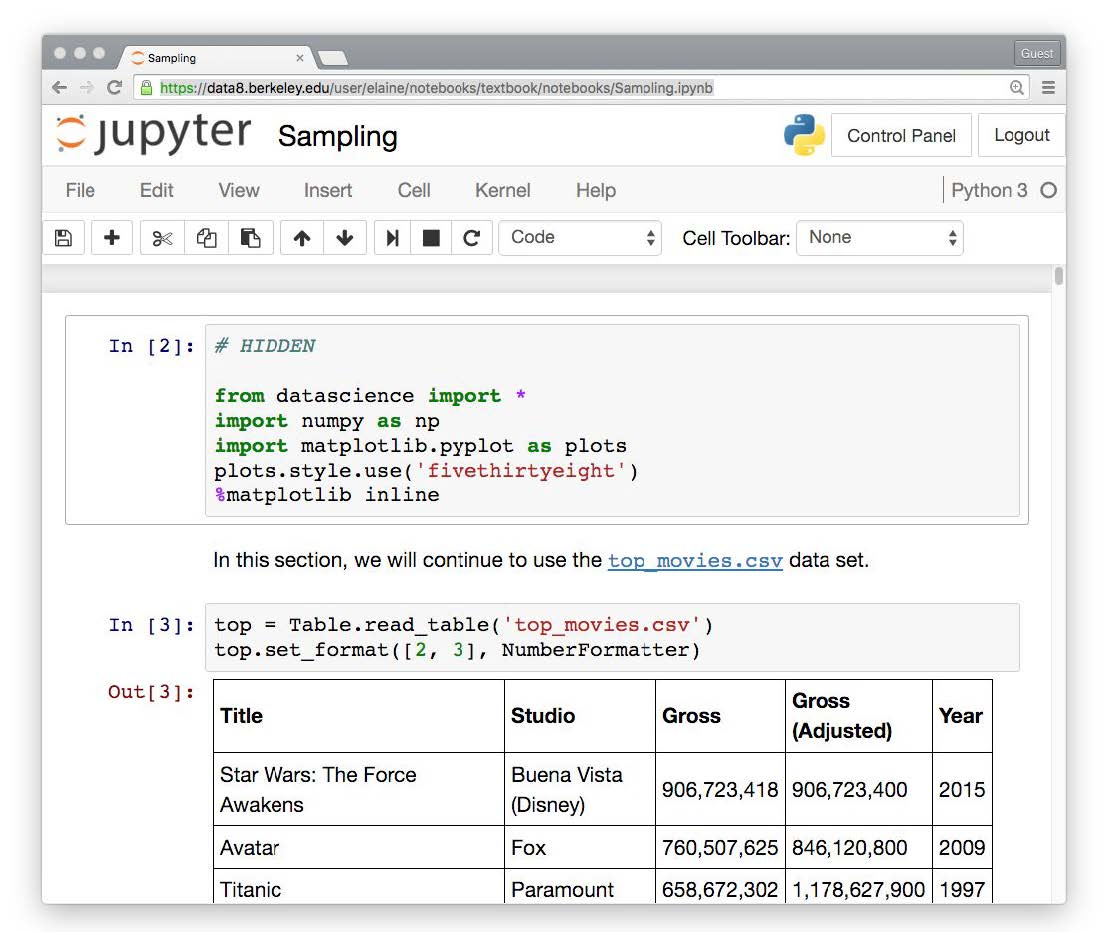 Sampling
Guest
https://data8.berkeley.edu/user/elaine/notebooks/textbook/notebooks/Sampling.ipynb
jupyter Sampling Control Panel Logout
File Edit View Insert Cell Kernel Help Python 3
Code Cell Toolbar: None
In [2]: # HIDDEN
from datascience import *
import numpy as np
import matplotlib.pyplot as plots
plots.style.use('fivethirtyeight')
%matplotlib inline
In this section, we will continue to use the top_movies.csv data set.
In [3]: top = Table.read_table('top_movies.csv')
top.set_format([2, 3], NumberFormatter)
Out[3]:
Title Studio Gross Gross (Adjusted) Year
Star Wars: The Force Awakens Buena Vista (Disney) 906,723,418 906,723,400 2015
Avatar Fox 760,507,625 846,120,800 2009
Titanic Paramount 658,672,302 1,178,627,900 1997